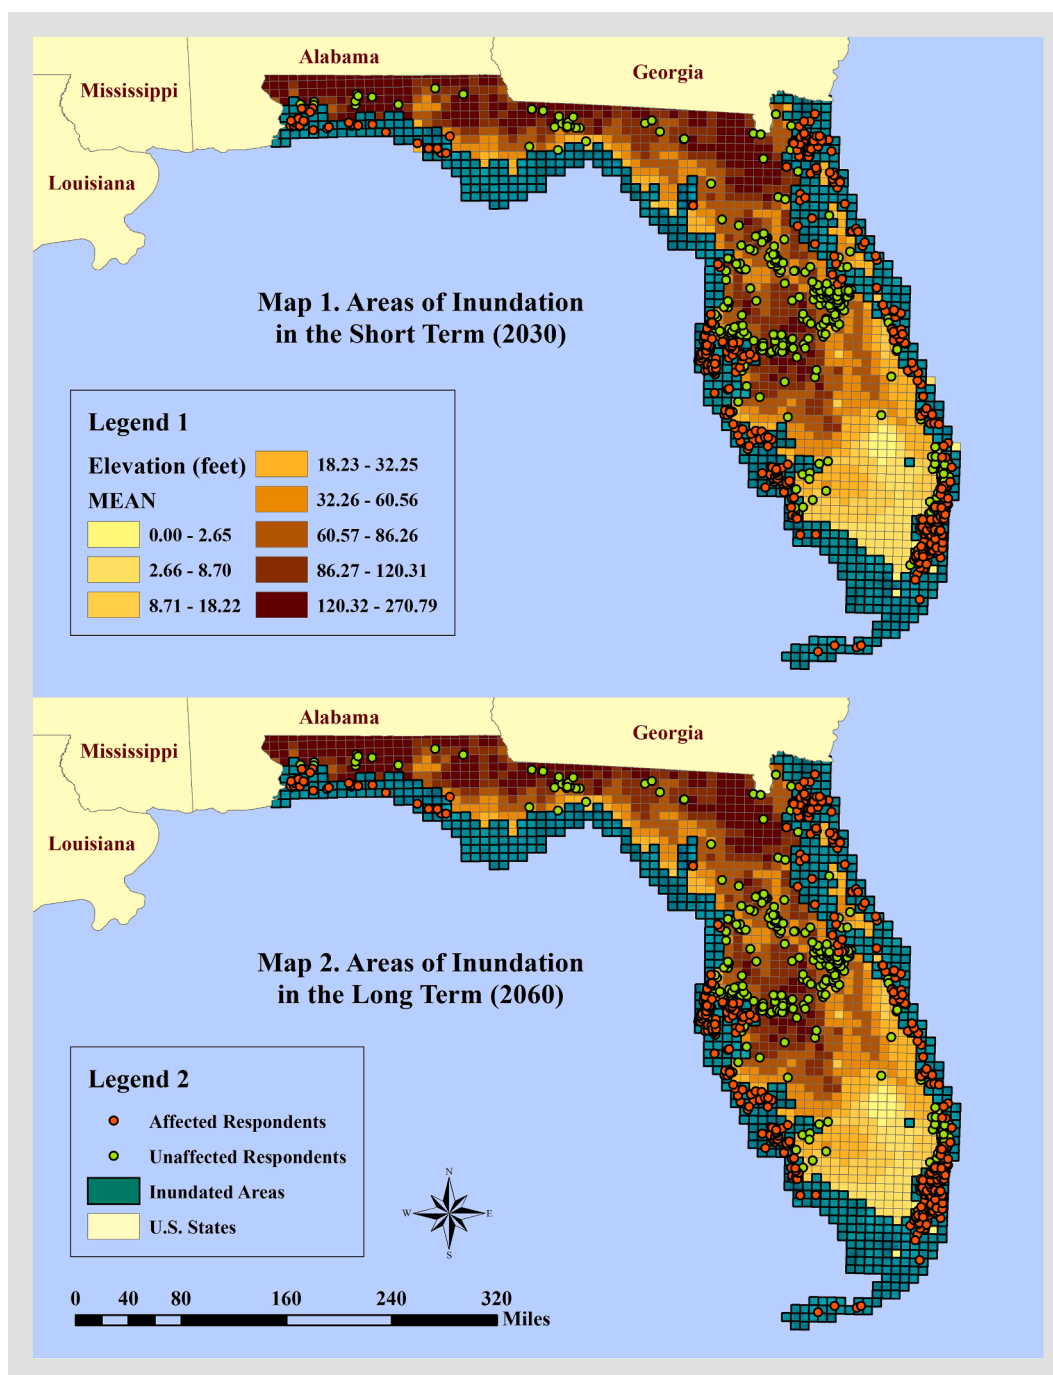 Alabama
Georgia
Mississippi
Louisiana
Map 1. Areas of Inundation
in the Short Term (2030)
Legend 1
Elevation (feet)
MEAN
0.00 - 2.65
2.66 - 8.70
8.71 - 18.22
18.23 - 32.25
32.26 - 60.56
60.57 - 86.26
86.27 - 120.31
120.32 - 270.79
Alabama
Georgia
Mississippi
Louisiana
Map 2. Areas of Inundation
in the Long Term (2060)
Legend 2
Affected Respondents
Unaffected Respondents
Inundated Areas
U.S. States
N
W E
S
0 40 80 160 240 320
Miles